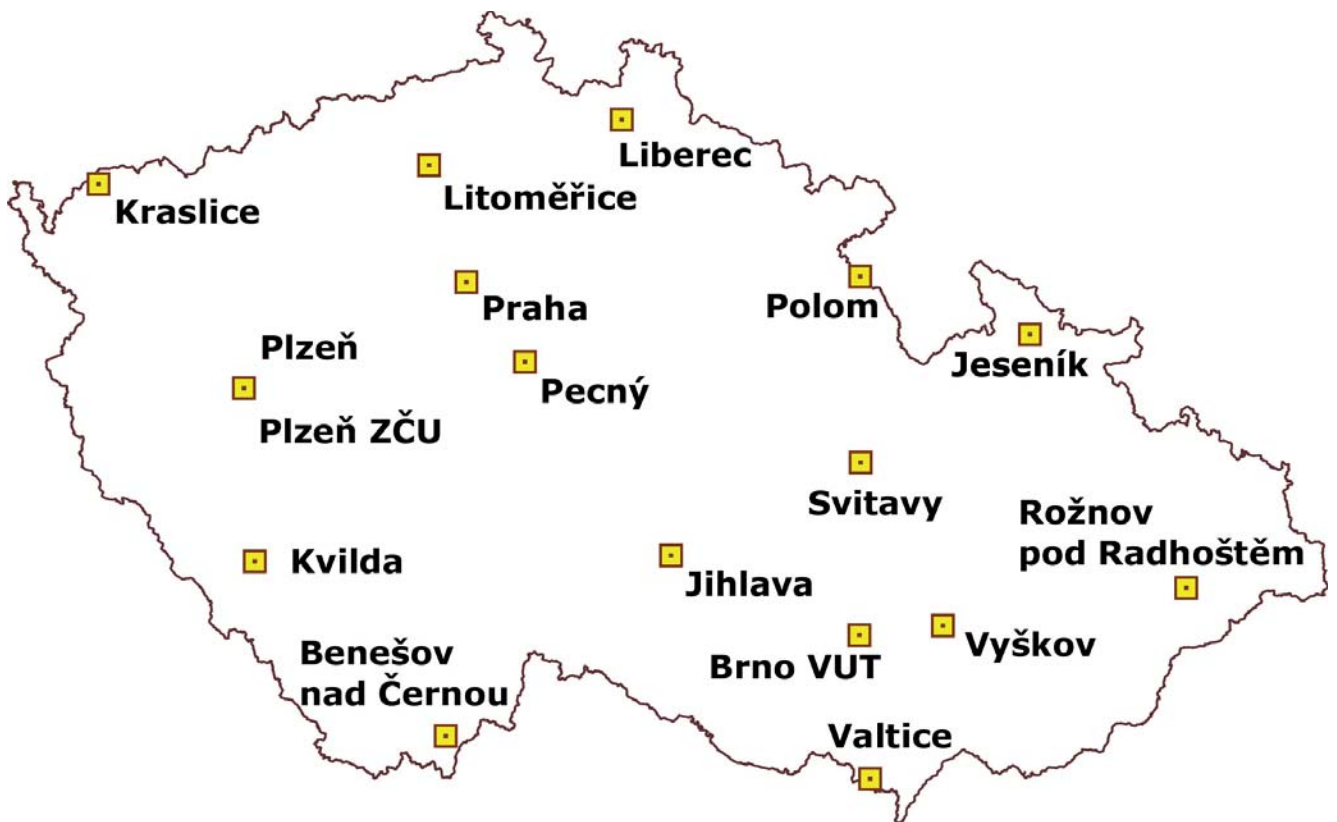 Liberec
Litoměřice
Kraslice
Praha
Polom
Plzeň
Jeseník
Pecný
Plzeň ZČU
Svitavy
Rožnov
pod Radhoštěm
Kvilda
Jihlava
Vyškov
Benešov
nad Černou
Brno VUT
Valtice